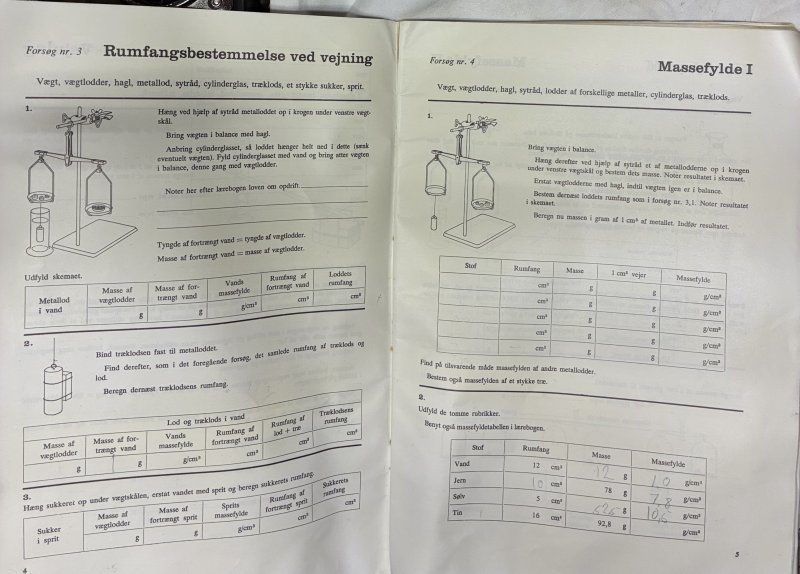 Forsøg nr. 3 Rumfangsbestemmelse ved vejning
Vægt, vægtlodder, hagl, metallod, sytråd, cylinderglas, træklods, et stykke sukker, sprit.
1.
Hæng ved hjælp af sytråd metalloddet op i krogen under venstre vægt-
skål.
Bring vægten i balance med hagl.
Anbring cylinderglasset, så loddet hænger helt ned i dette (sænk
eventuelt vægten). Fyld cylinderglasset med vand og bring atter vægten
i balance, denne gang med vægtlodder.
Noter her efter lærebogen loven om opdrift.
Tyngde af fortrængt vand = tyngde af vægtlodder.
Masse af fortrængt vand = masse af vægtlodder.
Udfyld skemaet.
Metallod i vand
Masse af vægtlodder g
Masse af for-trængt vand g
Vands massefylde g/cm³
Rumfang af fortrængt vand cm³
Loddets rumfang cm³
2.
Bind træklodsen fast til metalloddet.
Find derefter, som i det foregående forsøg, det samlede rumfang af træklods og
lod.
Beregn dernæst træklodsens rumfang.
Lod og træklods i vand
Masse af vægtlodder g
Masse af for-trængt vand g
Vands massefylde g/cm³
Rumfang af fortrængt vand cm³
Rumfang af lod + træ cm³
Træklodsens rumfang cm³
3.
Hæng sukkeret op under vægtskålen, erstat vandet med sprit og beregn sukkerets rumfang.
Sukker i sprit
Masse af vægtlodder g
Masse af fortrængt sprit g
Sprits massefylde g/cm³
Rumfang af fortrængt sprit cm³
Sukkerets rumfang cm³
4
Forsøg nr. 4 Massefylde I
Vægt, vægtlodder, hagl, sytråd, lodder af forskellige metaller, cylinderglas, træklods.
1.
Bring vægten i balance.
Hæng derefter ved hjælp af sytråd et af metallodderne op i krogen
under venstre vægtskål og bestem dets masse. Noter resultatet i skemaet.
Erstat vægtlodderne med hagl, indtil vægten igen er i balance.
Bestem dernæst loddets rumfang som i forsøg nr. 3,1. Noter resultatet
i skemaet.
Beregn nu massen i gram af 1 cm³ af metallet. Indfør resultatet.
Stof Rumfang Masse 1 cm³ vejer Massefylde
cm³ g g g/cm³
cm³ g g g/cm³
cm³ g g g/cm³
cm³ g g g/cm³
cm³ g g g/cm³
Find på tilsvarende måde massefylden af andre metallodder.
Bestem også massefylden af et stykke træ.
2.
Udfyld de tomme rubrikker.
Benyt også massefyldetabellen i lærebogen.
Stof Rumfang Masse Massefylde
Vand 12 cm³ 12 g 1,0 g/cm³
Jern 10 cm³ 78 g 7,8 g/cm³
Sølv 5 cm³ g 10,5 g/cm³
Tin 16 cm³ 92,8 g g/cm³
5